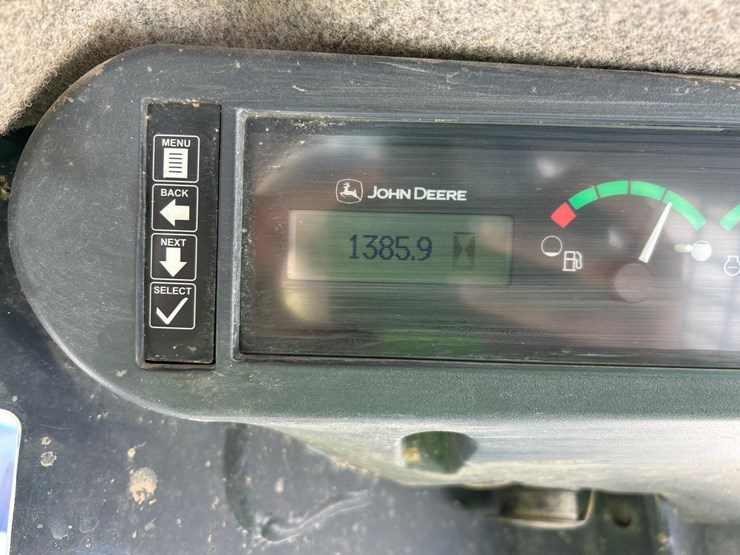 MENU
BACK
NEXT
SELECT
JOHN DEERE
1385.9